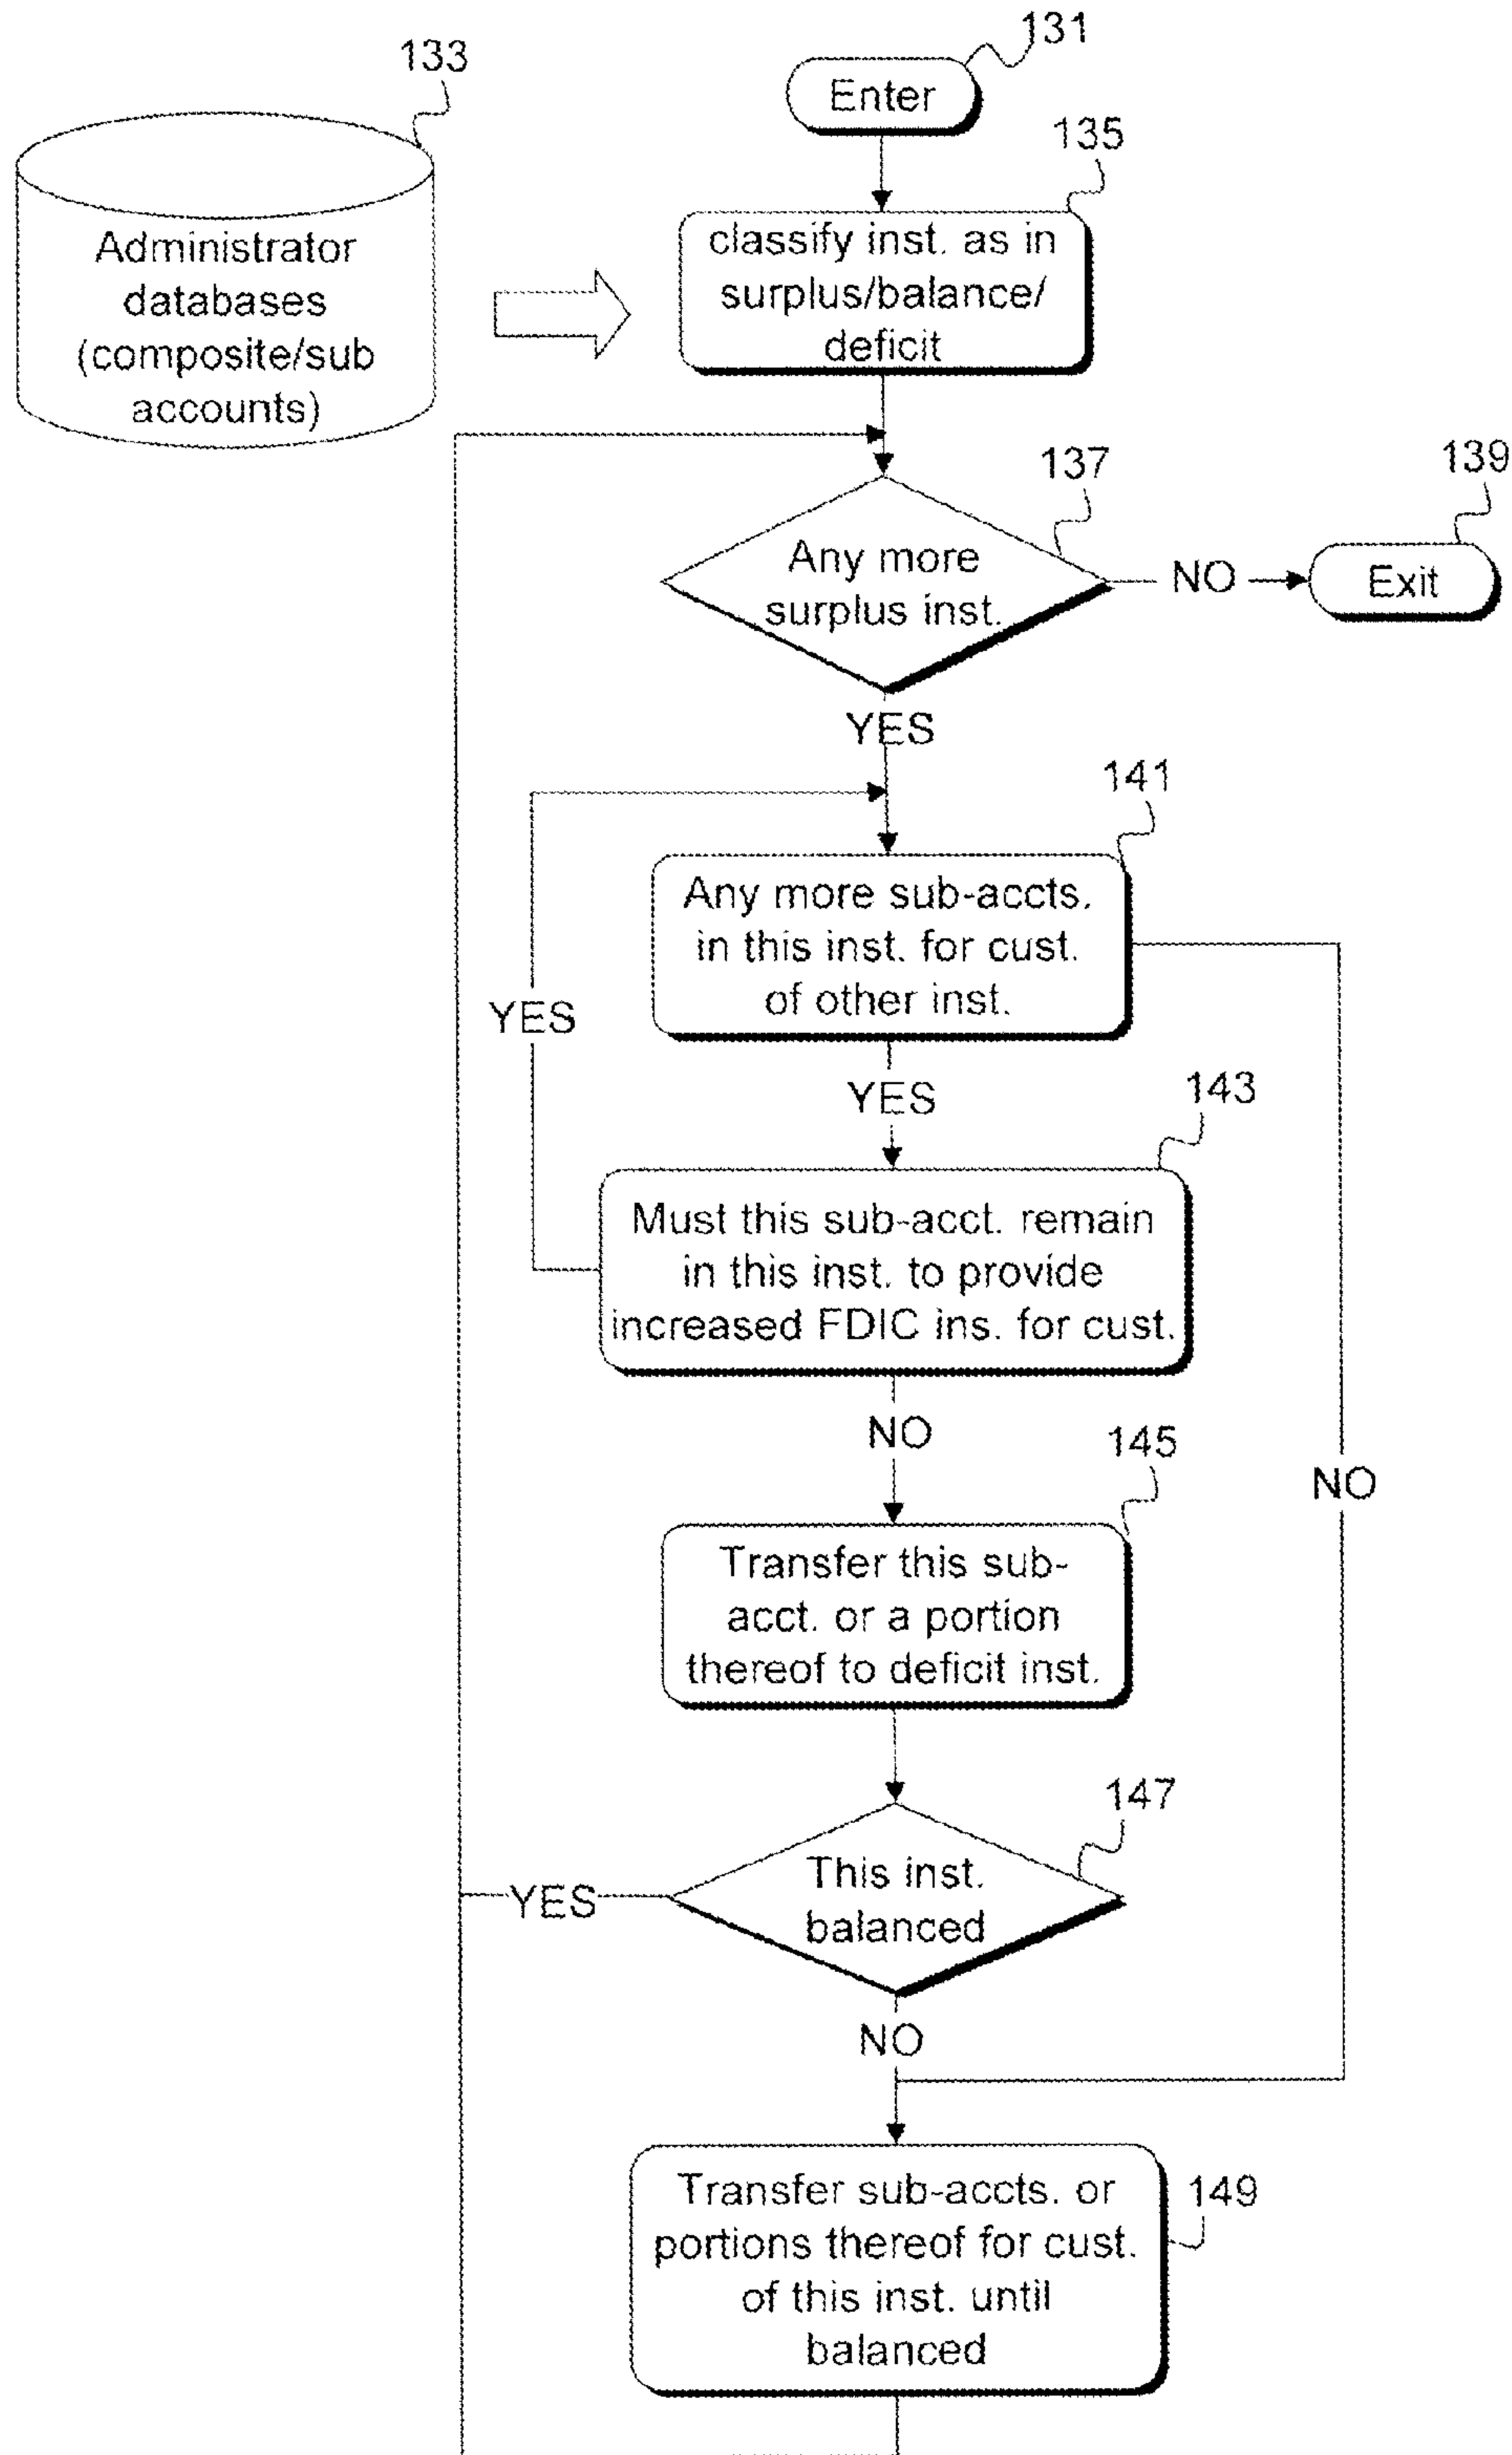 131
Enter
133
Administrator
databases
(composite/sub
accounts)
135
classify inst. as in
surplus/balance/
deficit
137
Any more
surplus inst.
NO
139
Exit
YES
141
Any more sub-accts.
in this inst. for cust.
of other inst.
YES
YES
NO
143
Must this sub-acct. remain
in this inst. to provide
increased FDIC ins. for cust.
NO
145
Transfer this sub-
acct. or a portion
thereof to deficit inst.
147
This inst.
balanced
YES
NO
149
Transfer sub-accts. or
portions thereof for cust.
of this inst. until
balanced